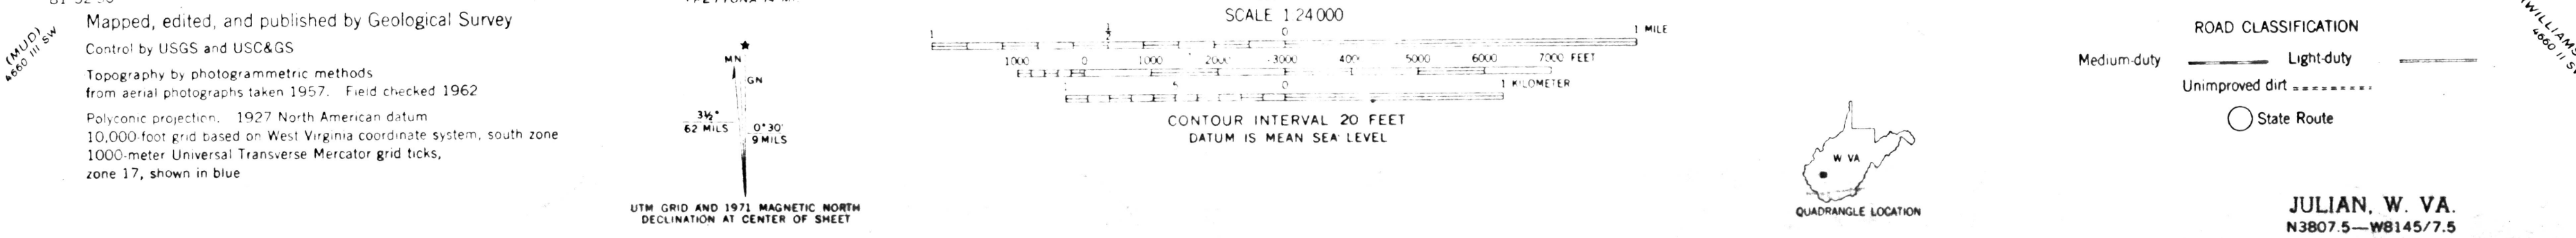 (MUD)
4660 III SW
Mapped, edited, and published by Geological Survey
Control by USGS and USC&GS
Topography by photogrammetric methods
from aerial photographs taken 1957. Field checked 1962
Polyconic projection. 1927 North American datum
10,000-foot grid based on West Virginia coordinate system, south zone
1000-meter Universal Transverse Mercator grid ticks,
zone 17, shown in blue
MN
GN
3½°
62 MILS
0°30'
9 MILS
UTM GRID AND 1971 MAGNETIC NORTH
DECLINATION AT CENTER OF SHEET
SCALE 1 24000
1 ½ 0 1 MILE
1000 0 1000 2000 3000 4000 5000 6000 7000 FEET
1 5 0 1 KILOMETER
CONTOUR INTERVAL 20 FEET
DATUM IS MEAN SEA LEVEL
W VA
QUADRANGLE LOCATION
ROAD CLASSIFICATION
Medium-duty Light-duty
Unimproved dirt
State Route
JULIAN, W. VA.
N3807.5—W8145/7.5